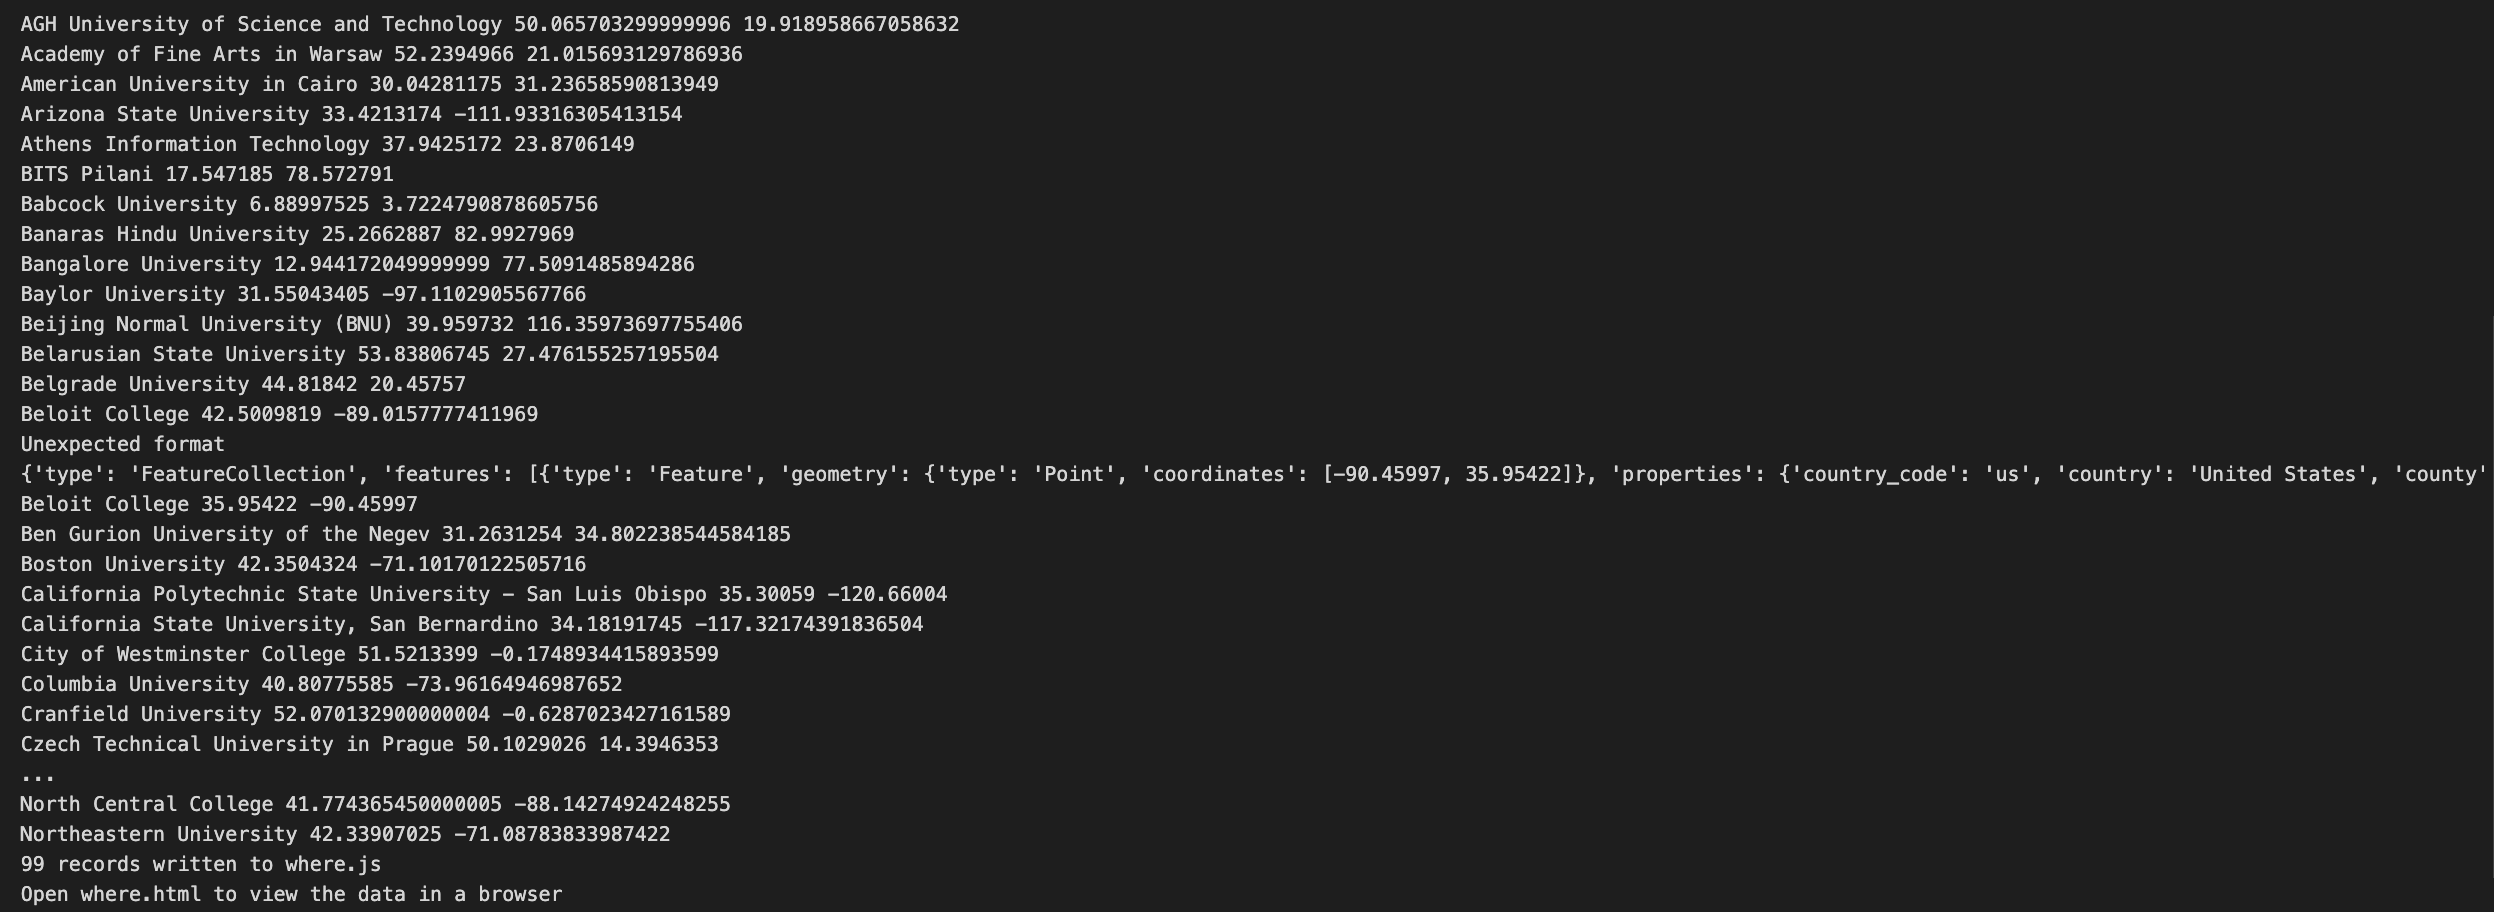 AGH University of Science and Technology 50.065703299999996 19.918958667058632
Academy of Fine Arts in Warsaw 52.2394966 21.015693129786936
American University in Cairo 30.04281175 31.23658590813949
Arizona State University 33.4213174 -111.93316305413154
Athens Information Technology 37.9425172 23.8706149
BITS Pilani 17.547185 78.572791
Babcock University 6.88997525 3.7224790878605756
Banaras Hindu University 25.2662887 82.9927969
Bangalore University 12.944172049999999 77.5091485894286
Baylor University 31.55043405 -97.1102905567766
Beijing Normal University (BNU) 39.959732 116.35973697755406
Belarusian State University 53.83806745 27.476155257195504
Belgrade University 44.81842 20.45757
Beloit College 42.5009819 -89.0157777411969
Unexpected format
{'type': 'FeatureCollection', 'features': [{'type': 'Feature', 'geometry': {'type': 'Point', 'coordinates': [-90.45997, 35.95422]}, 'properties': {'country_code': 'us', 'country': 'United States', 'county'
Beloit College 35.95422 -90.45997
Ben Gurion University of the Negev 31.2631254 34.802238544584185
Boston University 42.3504324 -71.10170122505716
California Polytechnic State University - San Luis Obispo 35.30059 -120.66004
California State University, San Bernardino 34.18191745 -117.32174391836504
City of Westminster College 51.5213399 -0.1748934415893599
Columbia University 40.80775585 -73.96164946987652
Cranfield University 52.070132900000004 -0.6287023427161589
Czech Technical University in Prague 50.1029026 14.3946353
...
North Central College 41.774365450000005 -88.14274924248255
Northeastern University 42.33907025 -71.08783833987422
99 records written to where.js
Open where.html to view the data in a browser